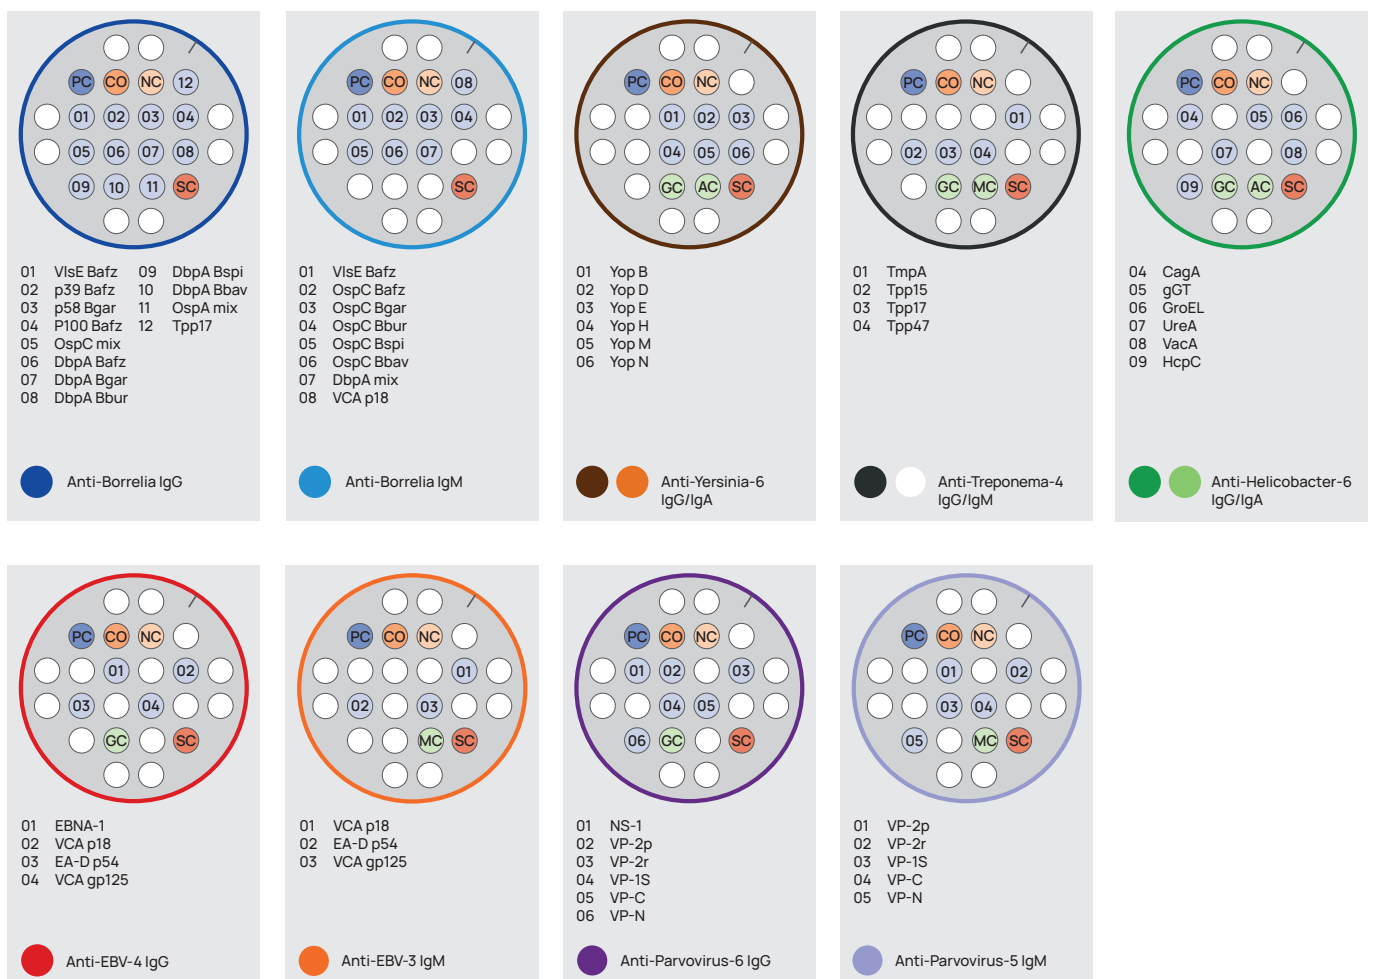 PC CO NC 12
01 02 03 04
05 06 07 08
09 10 11 SC
01 VlsE Bafz 09 DbpA Bspi
02 p39 Bafz 10 DbpA Bbav
03 p58 Bgar 11 OspA mix
04 P100 Bafz 12 Tpp17
05 OspC mix
06 DbpA Bafz
07 DbpA Bgar
08 DbpA Bbur
Anti-Borrelia IgG
PC CO NC 08
01 02 03 04
05 06 07
SC
01 VlsE Bafz
02 OspC Bafz
03 OspC Bgar
04 OspC Bbur
05 OspC Bspi
06 OspC Bbav
07 DbpA mix
08 VCA p18
Anti-Borrelia IgM
PC CO NC
01 02 03
04 05 06
GC AC SC
01 Yop B
02 Yop D
03 Yop E
04 Yop H
05 Yop M
06 Yop N
Anti-Yersinia-6
IgG/IgA
PC CO NC
01
02 03 04
GC MC SC
01 TmpA
02 Tpp15
03 Tpp17
04 Tpp47
Anti-Treponema-4
IgG/IgM
PC CO NC
04 05 06
07 08
09 GC AC SC
04 CagA
05 gGT
06 GroEL
07 UreA
08 VacA
09 HcpC
Anti-Helicobacter-6
IgG/IgA
PC CO NC
01 02
03 04
GC SC
01 EBNA-1
02 VCA p18
03 EA-D p54
04 VCA gp125
Anti-EBV-4 IgG
PC CO NC
01
02 03
MC SC
01 VCA p18
02 EA-D p54
03 VCA gp125
Anti-EBV-3 IgM
PC CO NC
01 02 03
04 05
06 GC SC
01 NS-1
02 VP-2p
03 VP-2r
04 VP-1S
05 VP-C
06 VP-N
Anti-Parvovirus-6 IgG
PC CO NC
01 02
03 04
05 MC SC
01 VP-2p
02 VP-2r
03 VP-1S
04 VP-C
05 VP-N
Anti-Parvovirus-5 IgM